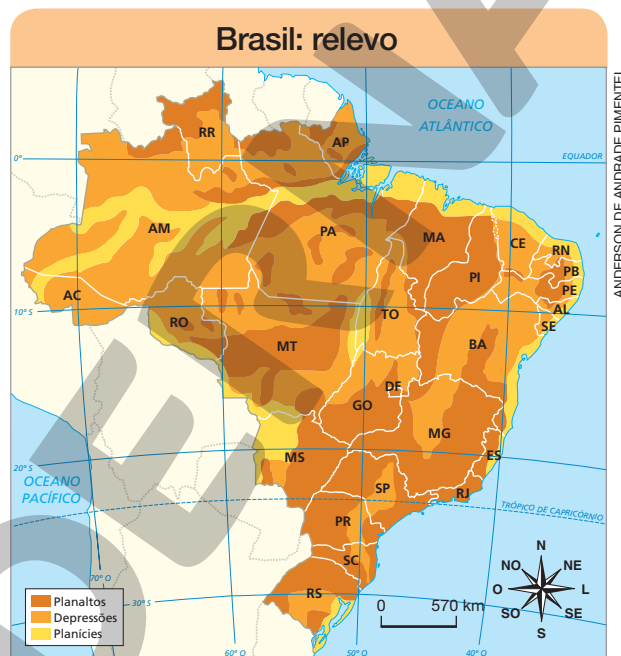 Brasil: relevo
OCEANO
ATLÂNTICO
RR
AP
0°
EQUADOR
AM
PA
MA
CE
RN
PB
PI
PE
AC
AL
10° S
RO
TO
SE
MT
BA
DF
GO
MG
MS
ES
20° S
OCEANO
PACÍFICO
SP
RJ
TRÓPICO DE CAPRICÓRNIO
PR
SC
N
NO
NE
O
L
SO
SE
S
70° O
30° S
RS
0
570 km
Planaltos
Depressões
Planícies
60° O
50° O
40° O
ANDERSON DE ANDRADE PIMENTEL